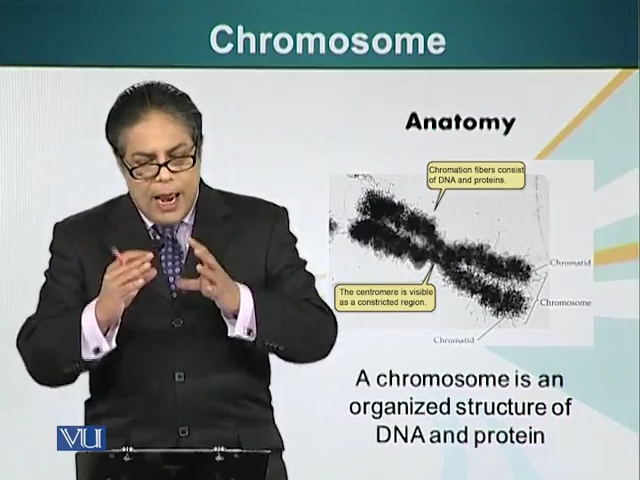 Chromosome
Anatomy
Chromation fibers consist
of DNA and proteins.
The centromere is visible
as a constricted region.
Chromatid
Chromosome
Chromatid
A chromosome is an
organized structure of
DNA and protein
VU